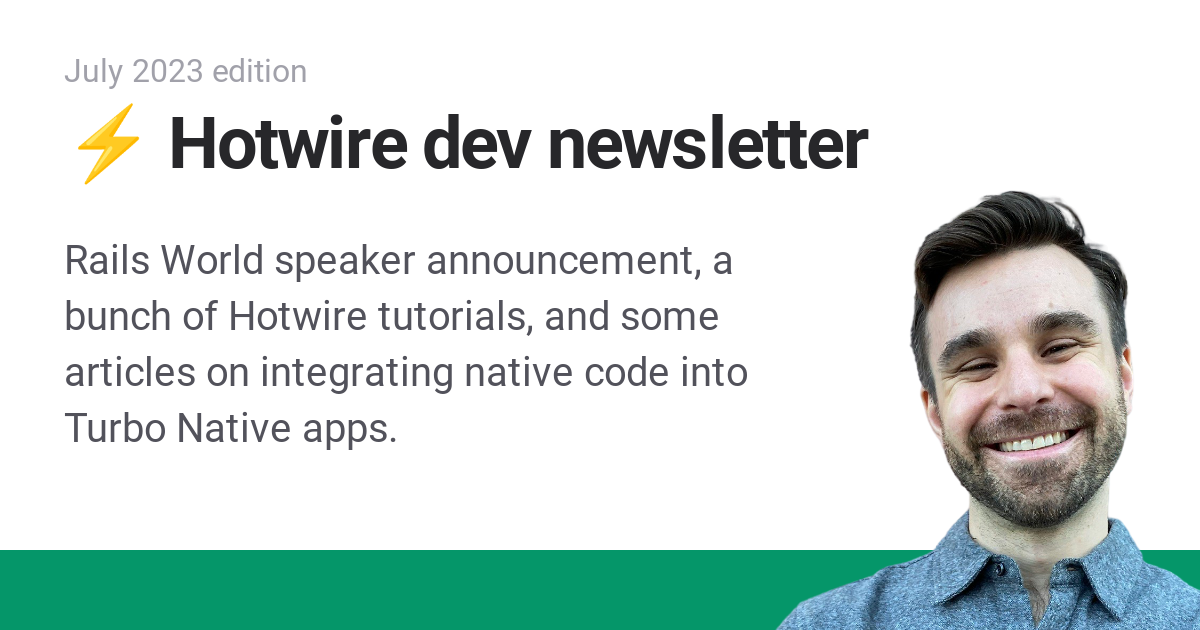 July 2023 edition
⚡ Hotwire dev newsletter
Rails World speaker announcement, a
bunch of Hotwire tutorials, and some
articles on integrating native code into
Turbo Native apps.